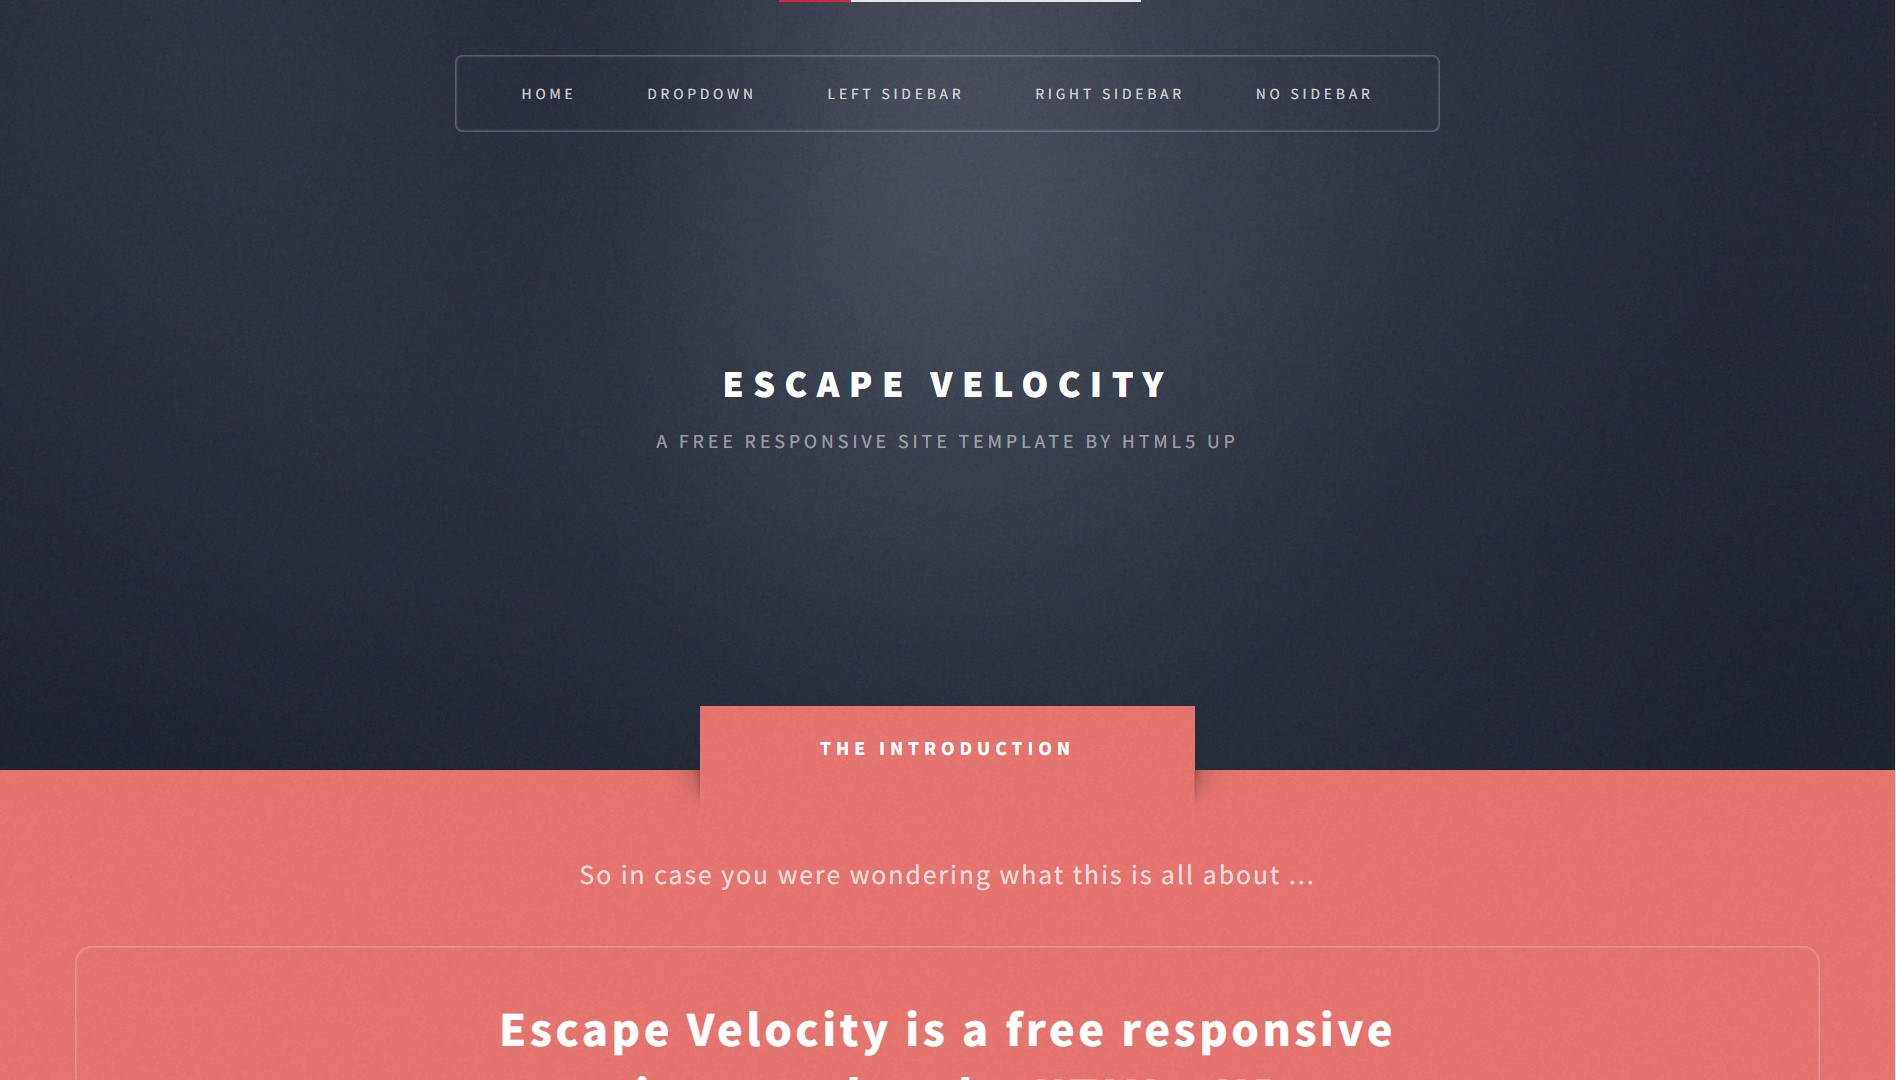 HOME DROPDOWN LEFT SIDEBAR RIGHT SIDEBAR NO SIDEBAR
ESCAPE VELOCITY
A FREE RESPONSIVE SITE TEMPLATE BY HTML5 UP
THE INTRODUCTION
So in case you were wondering what this is all about ...
Escape Velocity is a free responsive